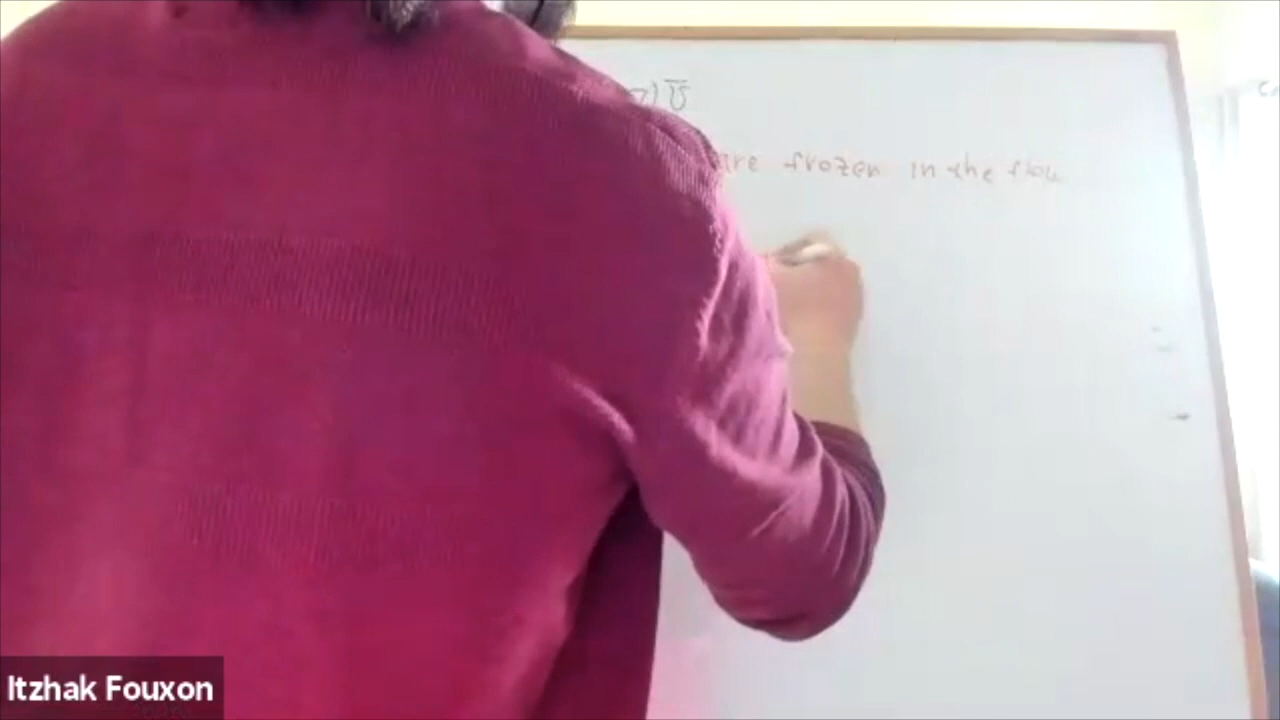 ) v̄
are frozen in the flow
Itzhak Fouxon